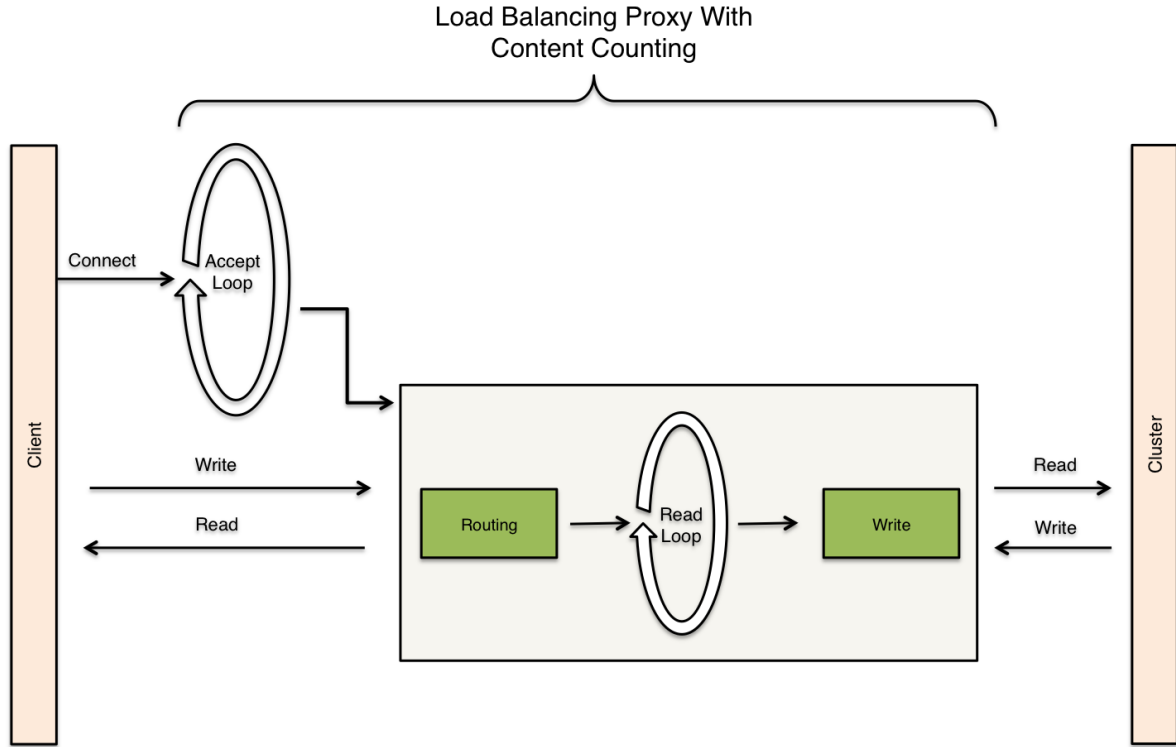 Load Balancing Proxy With
Content Counting
Connect
Accept
Loop
Client
Cluster
Write
Read
Routing
Read
Loop
Write
Read
Write